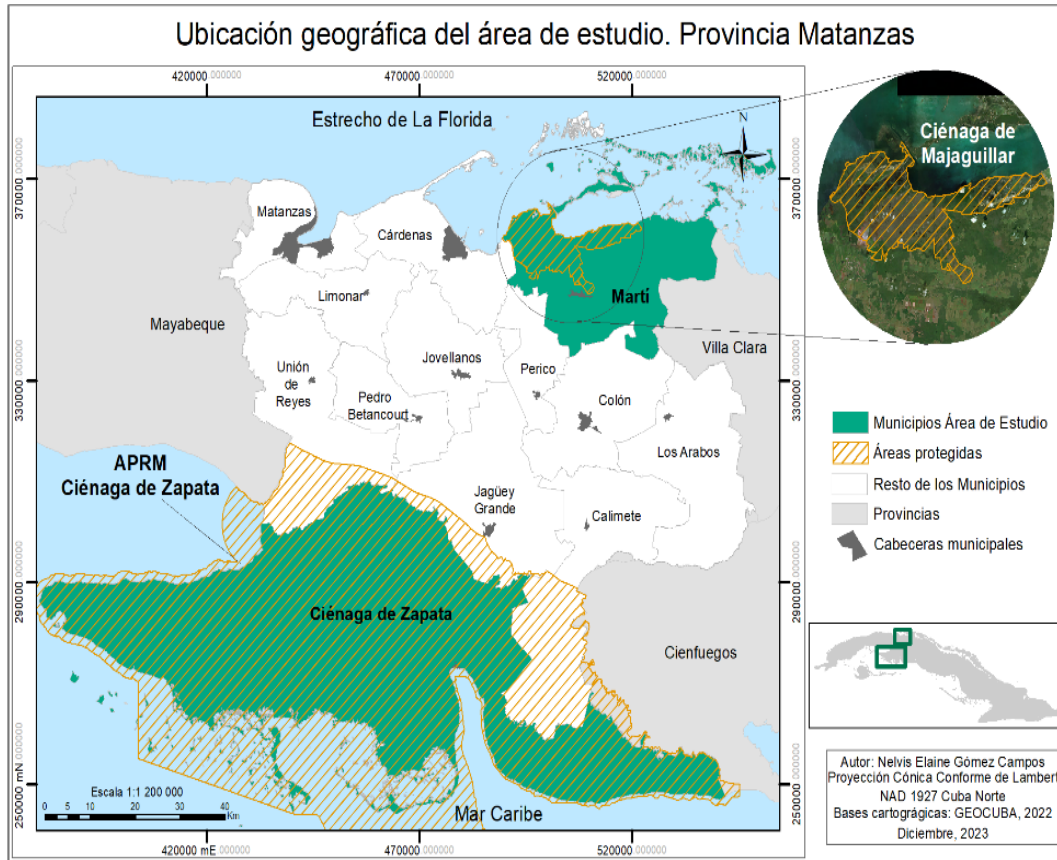 Ubicación geográfica del área de estudio. Provincia Matanzas
420000.000000
470000.000000
520000.000000
Estrecho de La Florida
N
Ciénaga de
Majaguillar
370000.000000
370000.000000
Matanzas
Cárdenas
Martí
Limonar
Mayabeque
Villa Clara
Jovellanos
Unión
de
Reyes
Perico
Pedro
Betancourt
Colón
330000.000000
330000.000000
Los Arabos
Municipios Área de Estudio
Áreas protegidas
Resto de los Municipios
Provincias
Cabeceras municipales
APRM
Ciénaga de Zapata
Jagüey
Grande
Calimete
290000.000000
290000.000000
Ciénaga de Zapata
Cienfuegos
250000 mN.000000
250000.000000
Escala 1:1 200 000
0 5 10 20 30 40
Km
Mar Caribe
Autor: Nelvis Elaine Gómez Campos
Proyección Cónica Conforme de Lambert
NAD 1927 Cuba Norte
Bases cartográgicas: GEOCUBA, 2022
Diciembre, 2023
420000 mE.000000
470000.000000
520000.000000